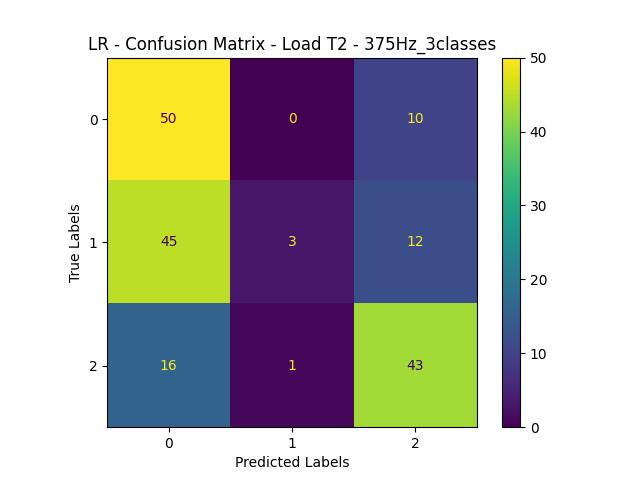 LR - Confusion Matrix - Load T2 - 375Hz_3classes
50
0 50 0 10
40
True Labels
30
1 45 3 12
20
10
2 16 1 43
0
0 1 2
Predicted Labels